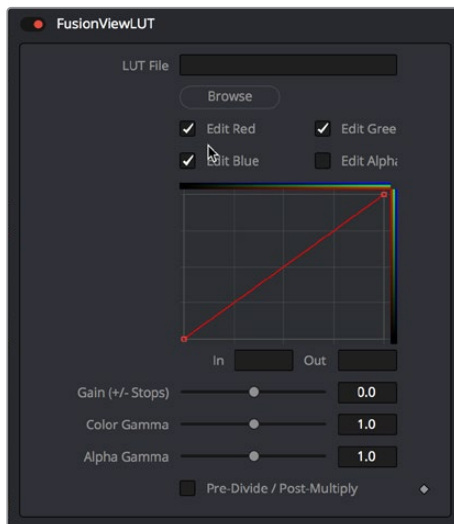 FusionViewLUT
LUT File
Browse
Edit Red
Edit Gree
Edit Blue
Edit Alpha
In
Out
Gain (+/- Stops)
0.0
Color Gamma
1.0
Alpha Gamma
1.0
Pre-Divide / Post-Multiply